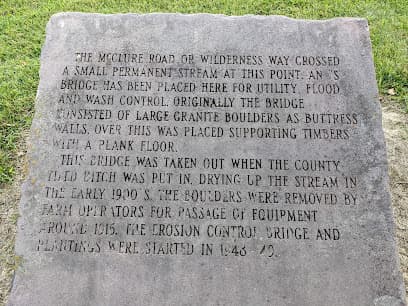 THE MCCLURE ROAD OR WILDERNESS WAY CROSSED
A SMALL PERMANENT STREAM AT THIS POINT. AN 'S
BRIDGE HAS BEEN PLACED HERE FOR UTILITY, FLOOD
AND WASH CONTROL. ORIGINALLY THE BRIDGE
CONSISTED OF LARGE GRANITE BOULDERS AS BUTTRESS
WALLS. OVER THIS WAS PLACED SUPPORTING TIMBERS
WITH A PLANK FLOOR.
THIS BRIDGE WAS TAKEN OUT WHEN THE COUNTY
DITCH WAS PUT IN, DRYING UP THE STREAM IN
THE EARLY 1900'S. THE BOULDERS WERE REMOVED BY
FARM OPERATORS FOR PASSAGE OF EQUIPMENT
AROUND 1915. THE EROSION CONTROL BRIDGE AND
PLANTINGS WERE STARTED IN